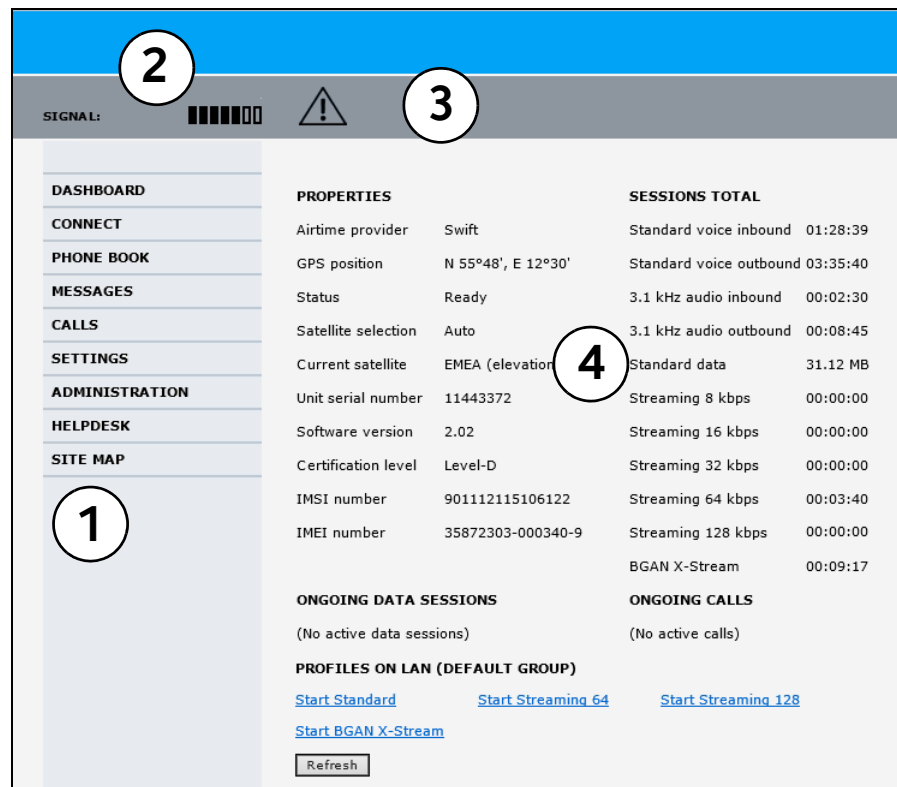 2
3
SIGNAL:
DASHBOARD
CONNECT
PHONE BOOK
MESSAGES
CALLS
SETTINGS
ADMINISTRATION
HELPDESK
SITE MAP
1
PROPERTIES
Airtime provider Swift
GPS position N 55°48', E 12°30'
Status Ready
Satellite selection Auto
Current satellite EMEA (elevation
Unit serial number 11443372
Software version 2.02
Certification level Level-D
IMSI number 901112115106122
IMEI number 35872303-000340-9
4
SESSIONS TOTAL
Standard voice inbound 01:28:39
Standard voice outbound 03:35:40
3.1 kHz audio inbound 00:02:30
3.1 kHz audio outbound 00:08:45
Standard data 31.12 MB
Streaming 8 kbps 00:00:00
Streaming 16 kbps 00:00:00
Streaming 32 kbps 00:00:00
Streaming 64 kbps 00:03:40
Streaming 128 kbps 00:00:00
BGAN X-Stream 00:09:17
ONGOING DATA SESSIONS
(No active data sessions)
ONGOING CALLS
(No active calls)
PROFILES ON LAN (DEFAULT GROUP)
Start Standard Start Streaming 64 Start Streaming 128
Start BGAN X-Stream
Refresh